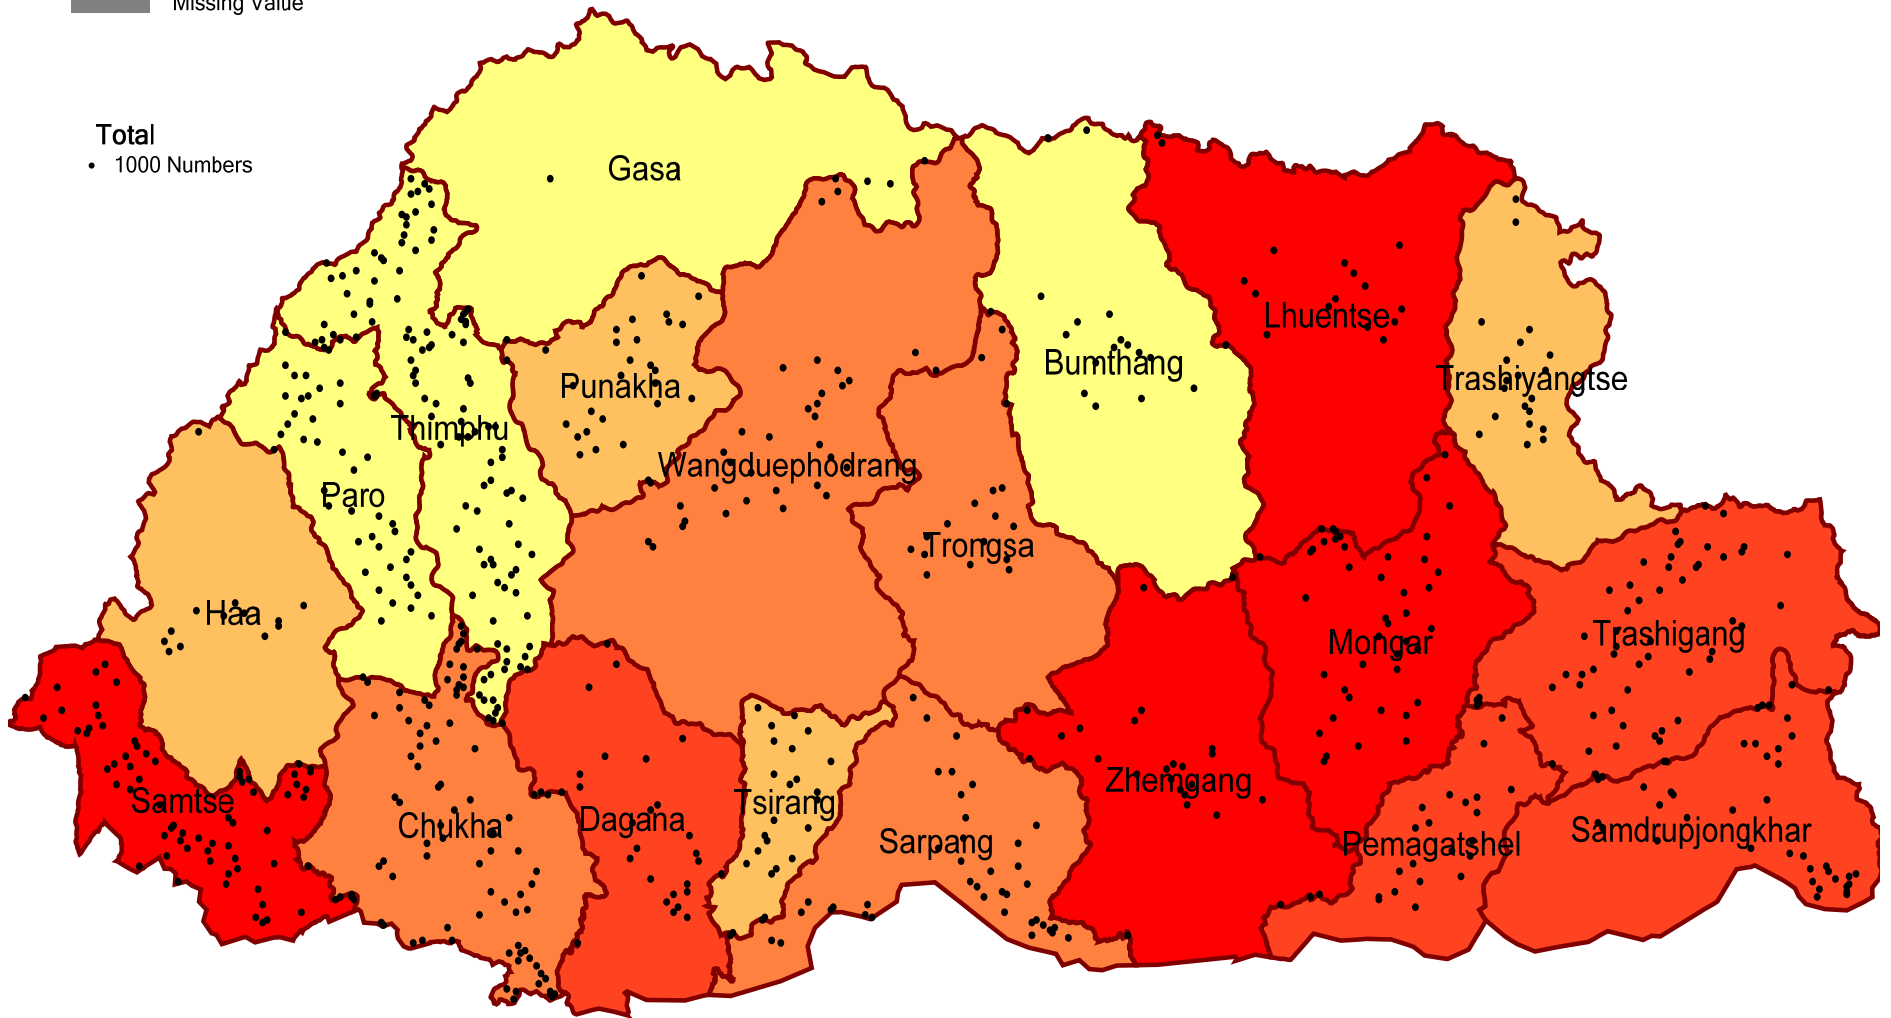 Missing Value
Total
1000 Numbers
Gasa
Lhuentse
Bumthang
Trashiyangtse
Punakha
Thimphu
Wangduephodrang
Paro
Trongsa
Haa
Trashigang
Mongar
Zhemgang
Samtse
Tsirang
Dagana
Chukha
Samdrupjongkhar
Sarpang
Pemagatshel